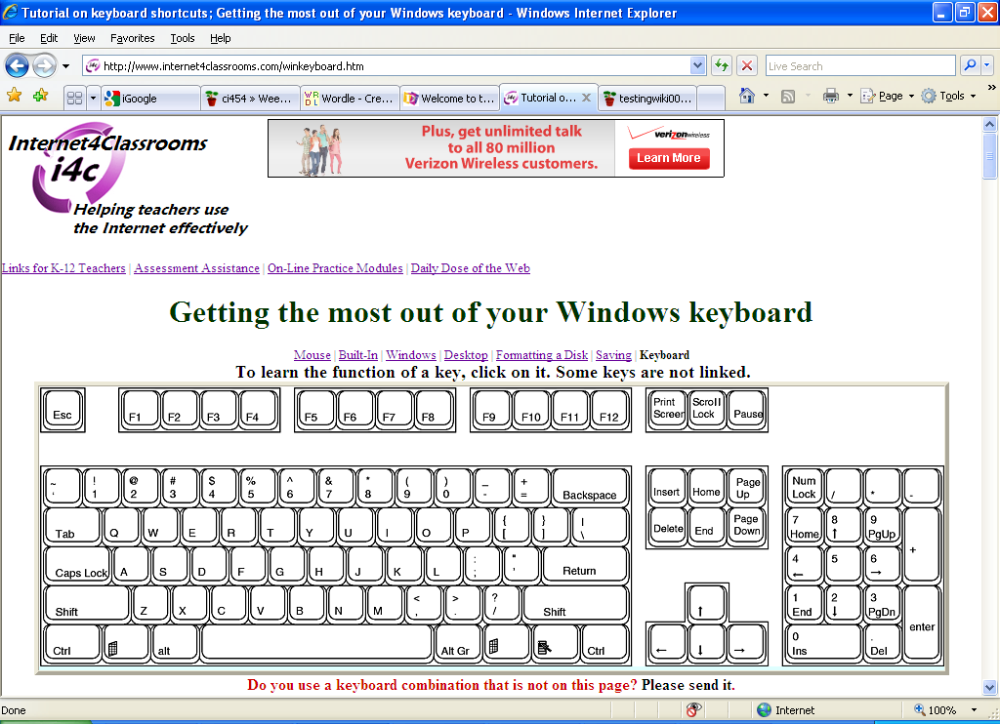 Tutorial on keyboard shortcuts; Getting the most out of your Windows keyboard - Windows Internet Explorer
File Edit View Favorites Tools Help
http://www.internet4classrooms.com/winkeyboard.htm Live Search
iGoogle ci454 » Wee... Wordle - Cre... Welcome to t... Tutorial o... testingwiki00... Page Tools
Internet4Classrooms
i4c
Helping teachers use
the Internet effectively
Plus, get unlimited talk
to all 80 million
Verizon Wireless customers.
verizon wireless
Learn More
Links for K-12 Teachers | Assessment Assistance | On-Line Practice Modules | Daily Dose of the Web
Getting the most out of your Windows keyboard
Mouse | Built-In | Windows | Desktop | Formatting a Disk | Saving | Keyboard
To learn the function of a key, click on it. Some keys are not linked.
Esc F1 F2 F3 F4 F5 F6 F7 F8 F9 F10 F11 F12 Print Screen Scroll Lock Pause
~ ` ! 1 @ 2 # 3 $ 4 % 5 ^ 6 & 7 * 8 ( 9 ) 0 _ - + = Backspace Insert Home Page Up Num Lock / * -
Tab Q W E R T Y U I O P { [ } ] | \ Delete End Page Down 7 Home 8 ↑ 9 PgUp +
Caps Lock A S D F G H J K L : ; " ' Return 4 ← 5 6 →
Shift Z X C V B N M < , > . ? / Shift ↑ 1 End 2 ↓ 3 PgDn enter
Ctrl alt Alt Gr Ctrl ← ↓ → 0 Ins . Del
Do you use a keyboard combination that is not on this page? Please send it.
Done Internet 100%